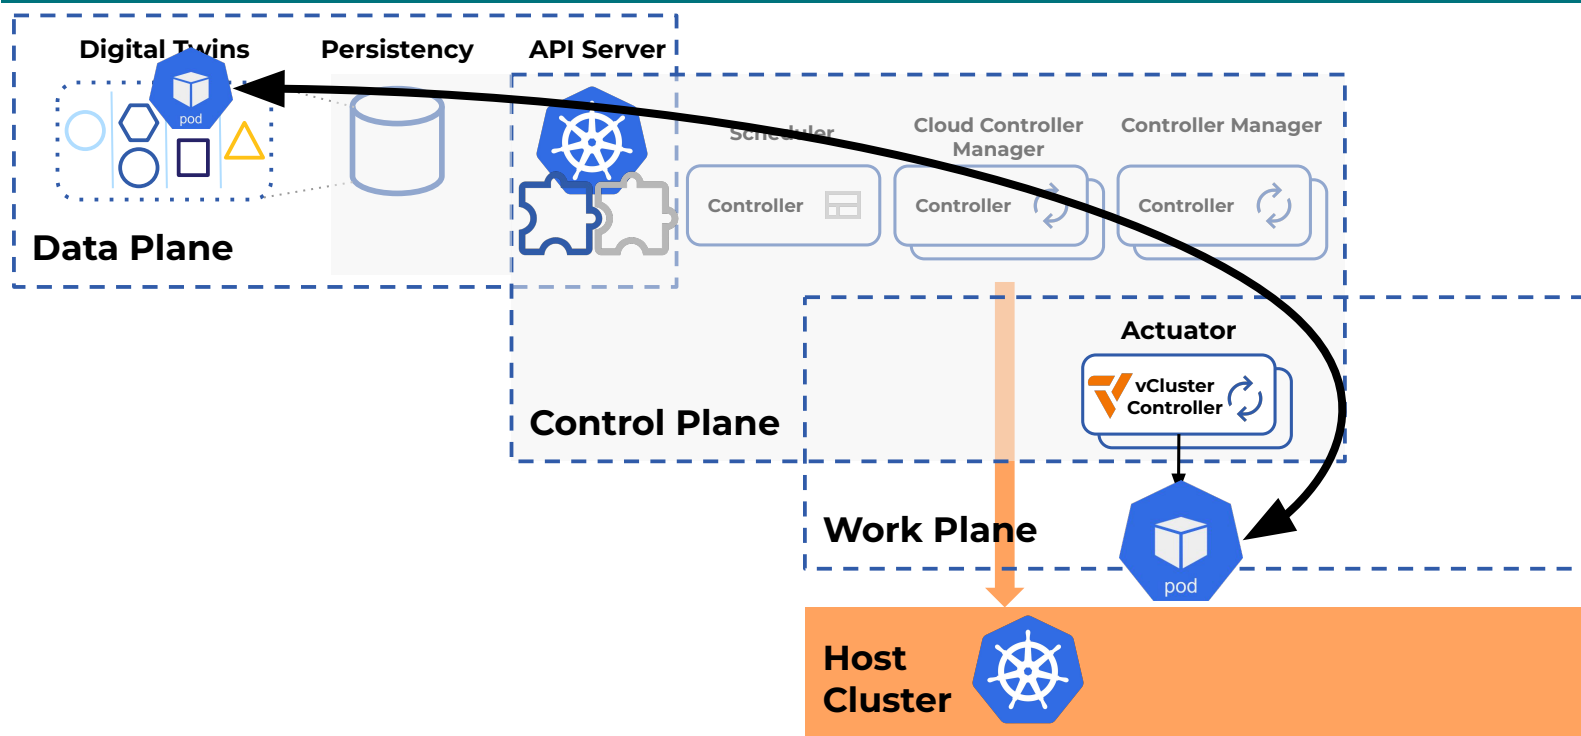 Digital Twins
Persistency
API Server
pod
Scheduler
Cloud Controller
Manager
Controller Manager
Controller
Controller
Controller
Data Plane
Actuator
vCluster
Controller
Control Plane
Work Plane
pod
Host
Cluster